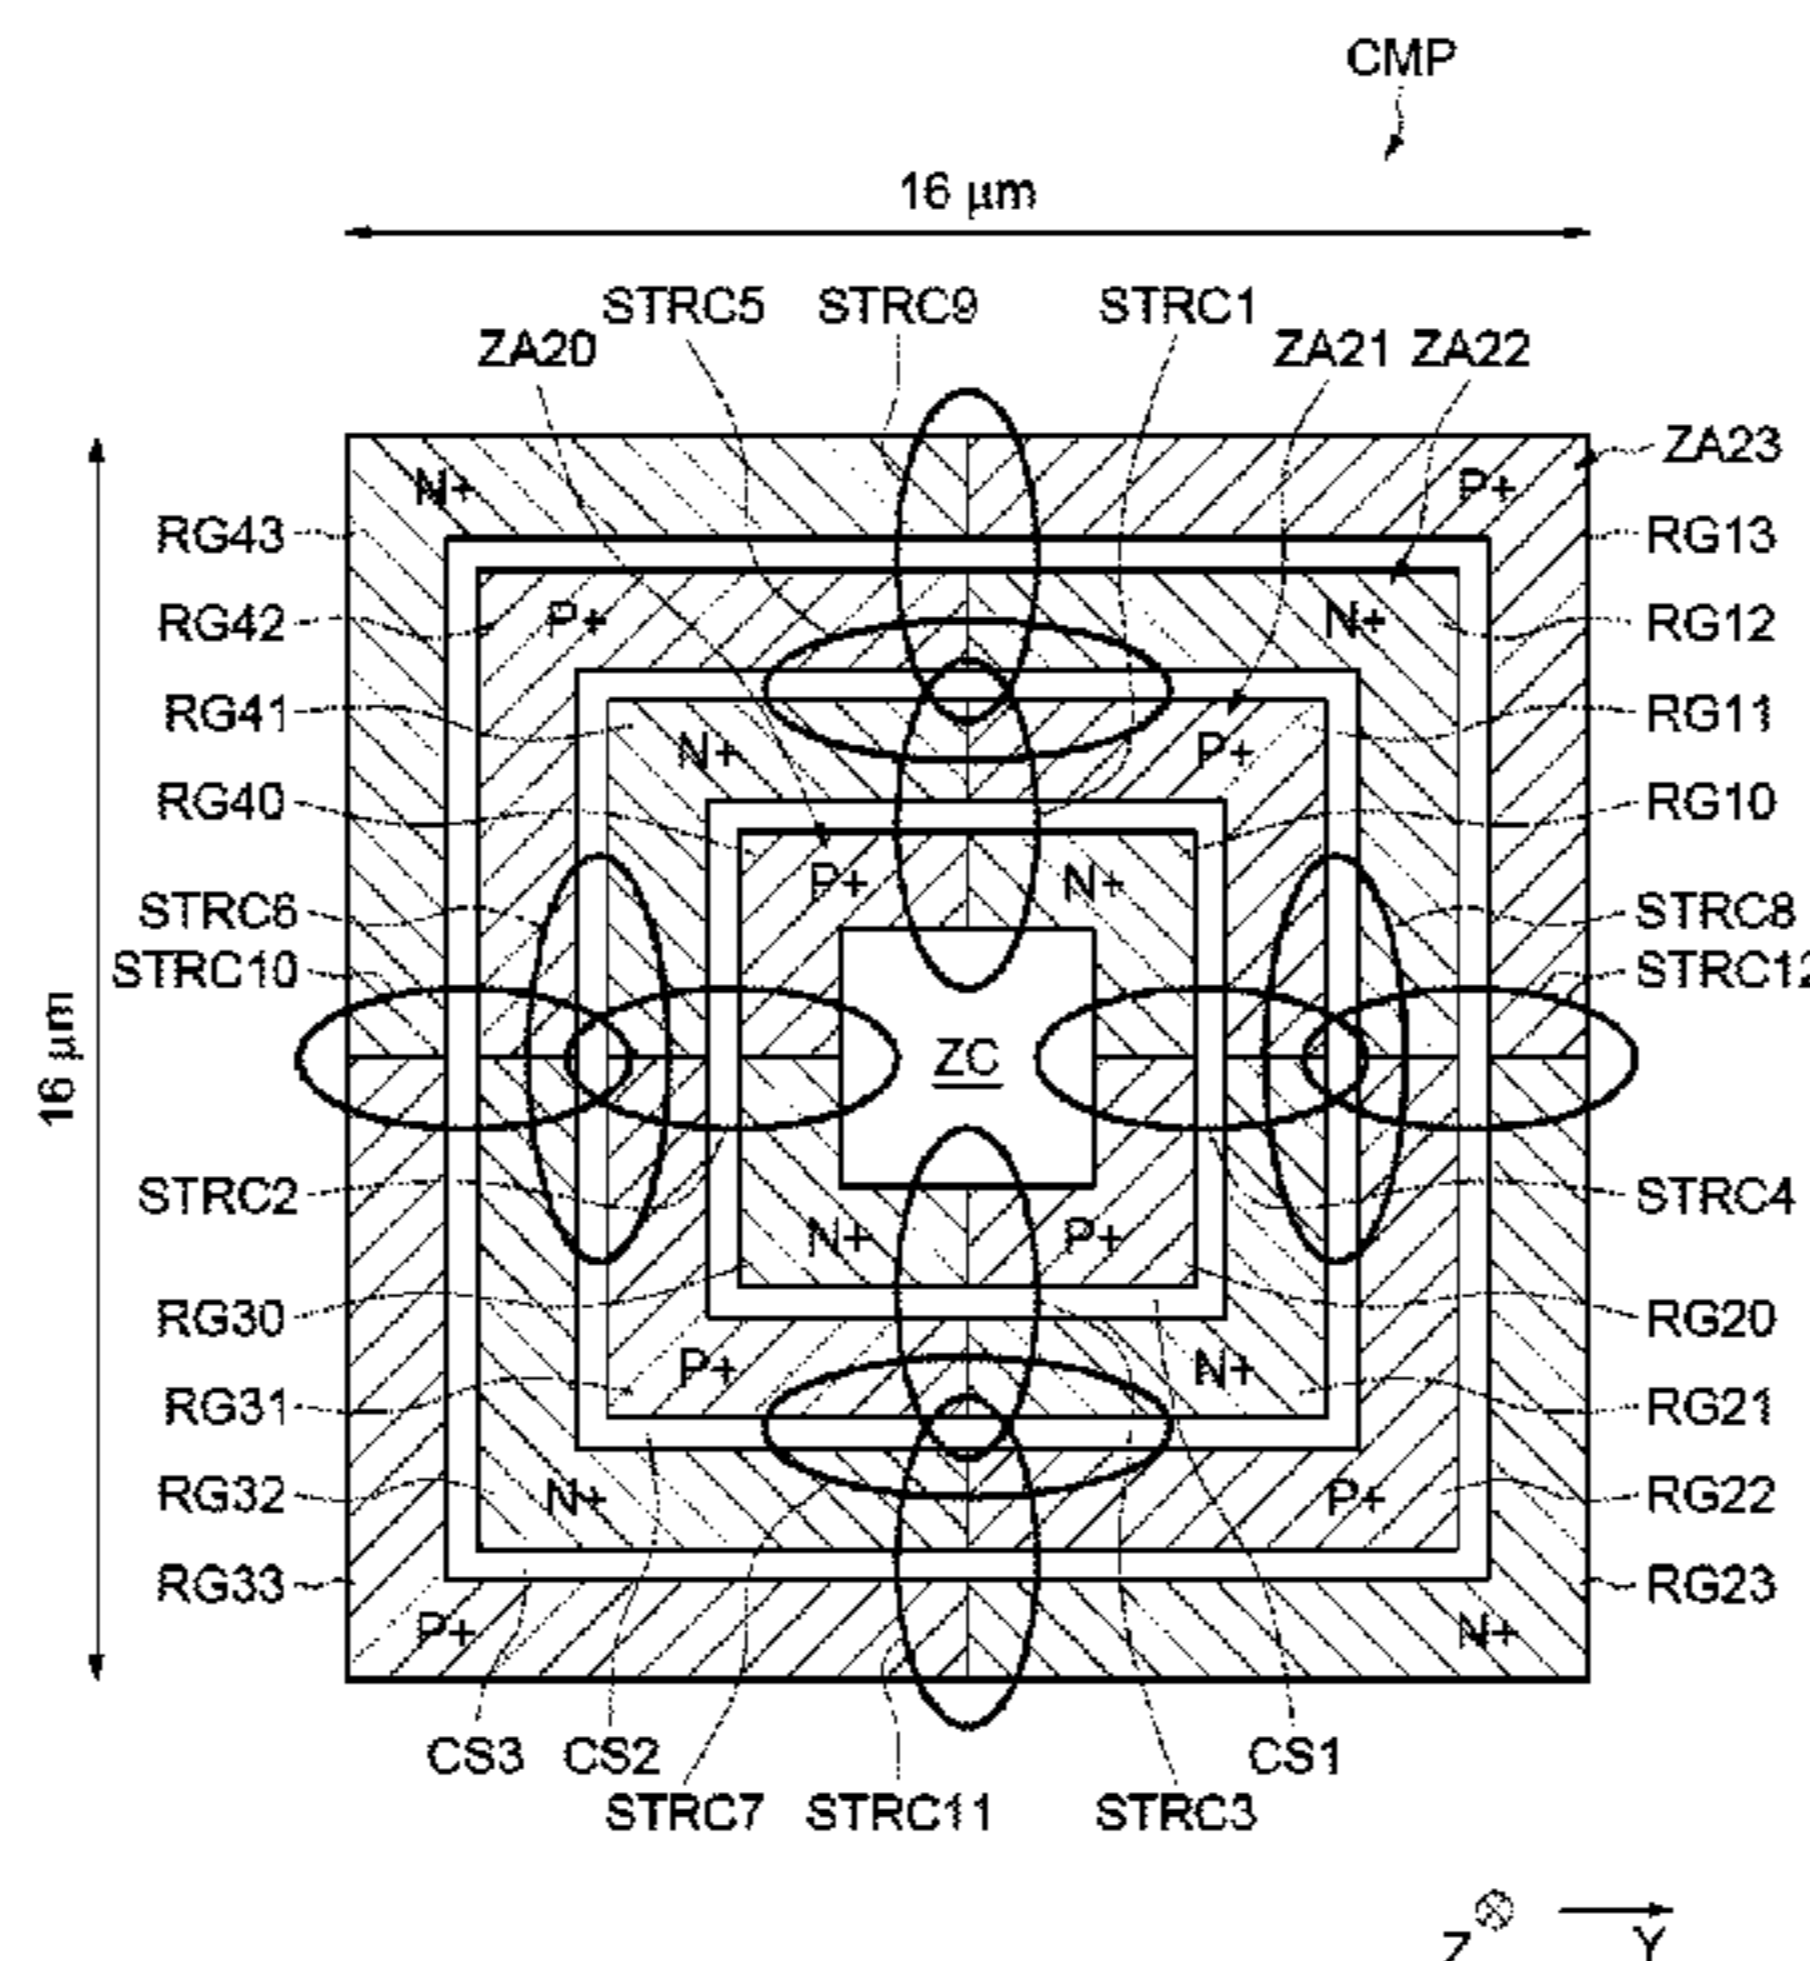 CMP
16 µm
STRC5 STRC9 STRC1
ZA20 ZA21 ZA22
ZA23
N+ P+
RG43 RG13
RG42 P+ N+ RG12
RG41 N+ P+ RG11
RG40 RG10
P+ N+
STRC6 STRC8
STRC10 STRC12
16 µm
ZC
STRC2 STRC4
N+ P+
RG30 RG20
P+ N+
RG31 RG21
RG32 N+ P+ RG22
RG33 RG23
P+ N+
CS3 CS2 CS1
STRC7 STRC11 STRC3
Z Y